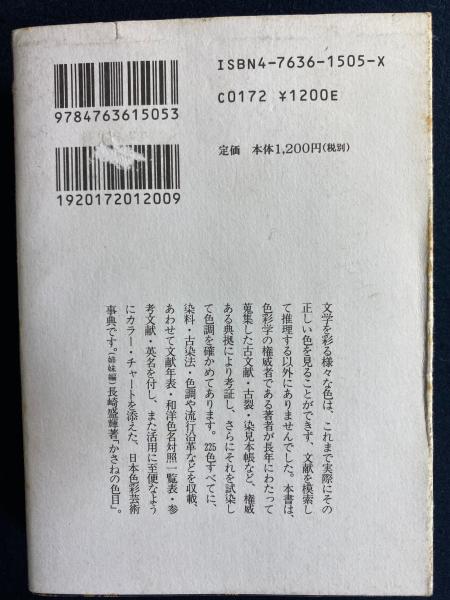 ISBN4-7636-1505-X
9784763615053
C0172 ¥1200E
定価 本体1,200円(税別)
1920172012009
文学を彩る様々な色は、これまで実際にその
正しい色を見ることができず、文献を模索し
て推理する以外にありませんでした。本書は、
色彩学の権威者である著者が長年にわたって
蒐集した古文献・古裂・染見本帳など、権威
ある典拠により考証し、さらにそれを試染し
て色調を確かめてあります。225色すべてに、
染料・古染法・色調や流行沿革などを収載、
あわせて文献年表・和洋色名対照一覧表・参
考文献・英名を付し、また活用に至便なよう
にカラー・チャートを添えた、日本色彩芸術
事典です。(姉妹編)長崎盛輝著「かさねの色目」。